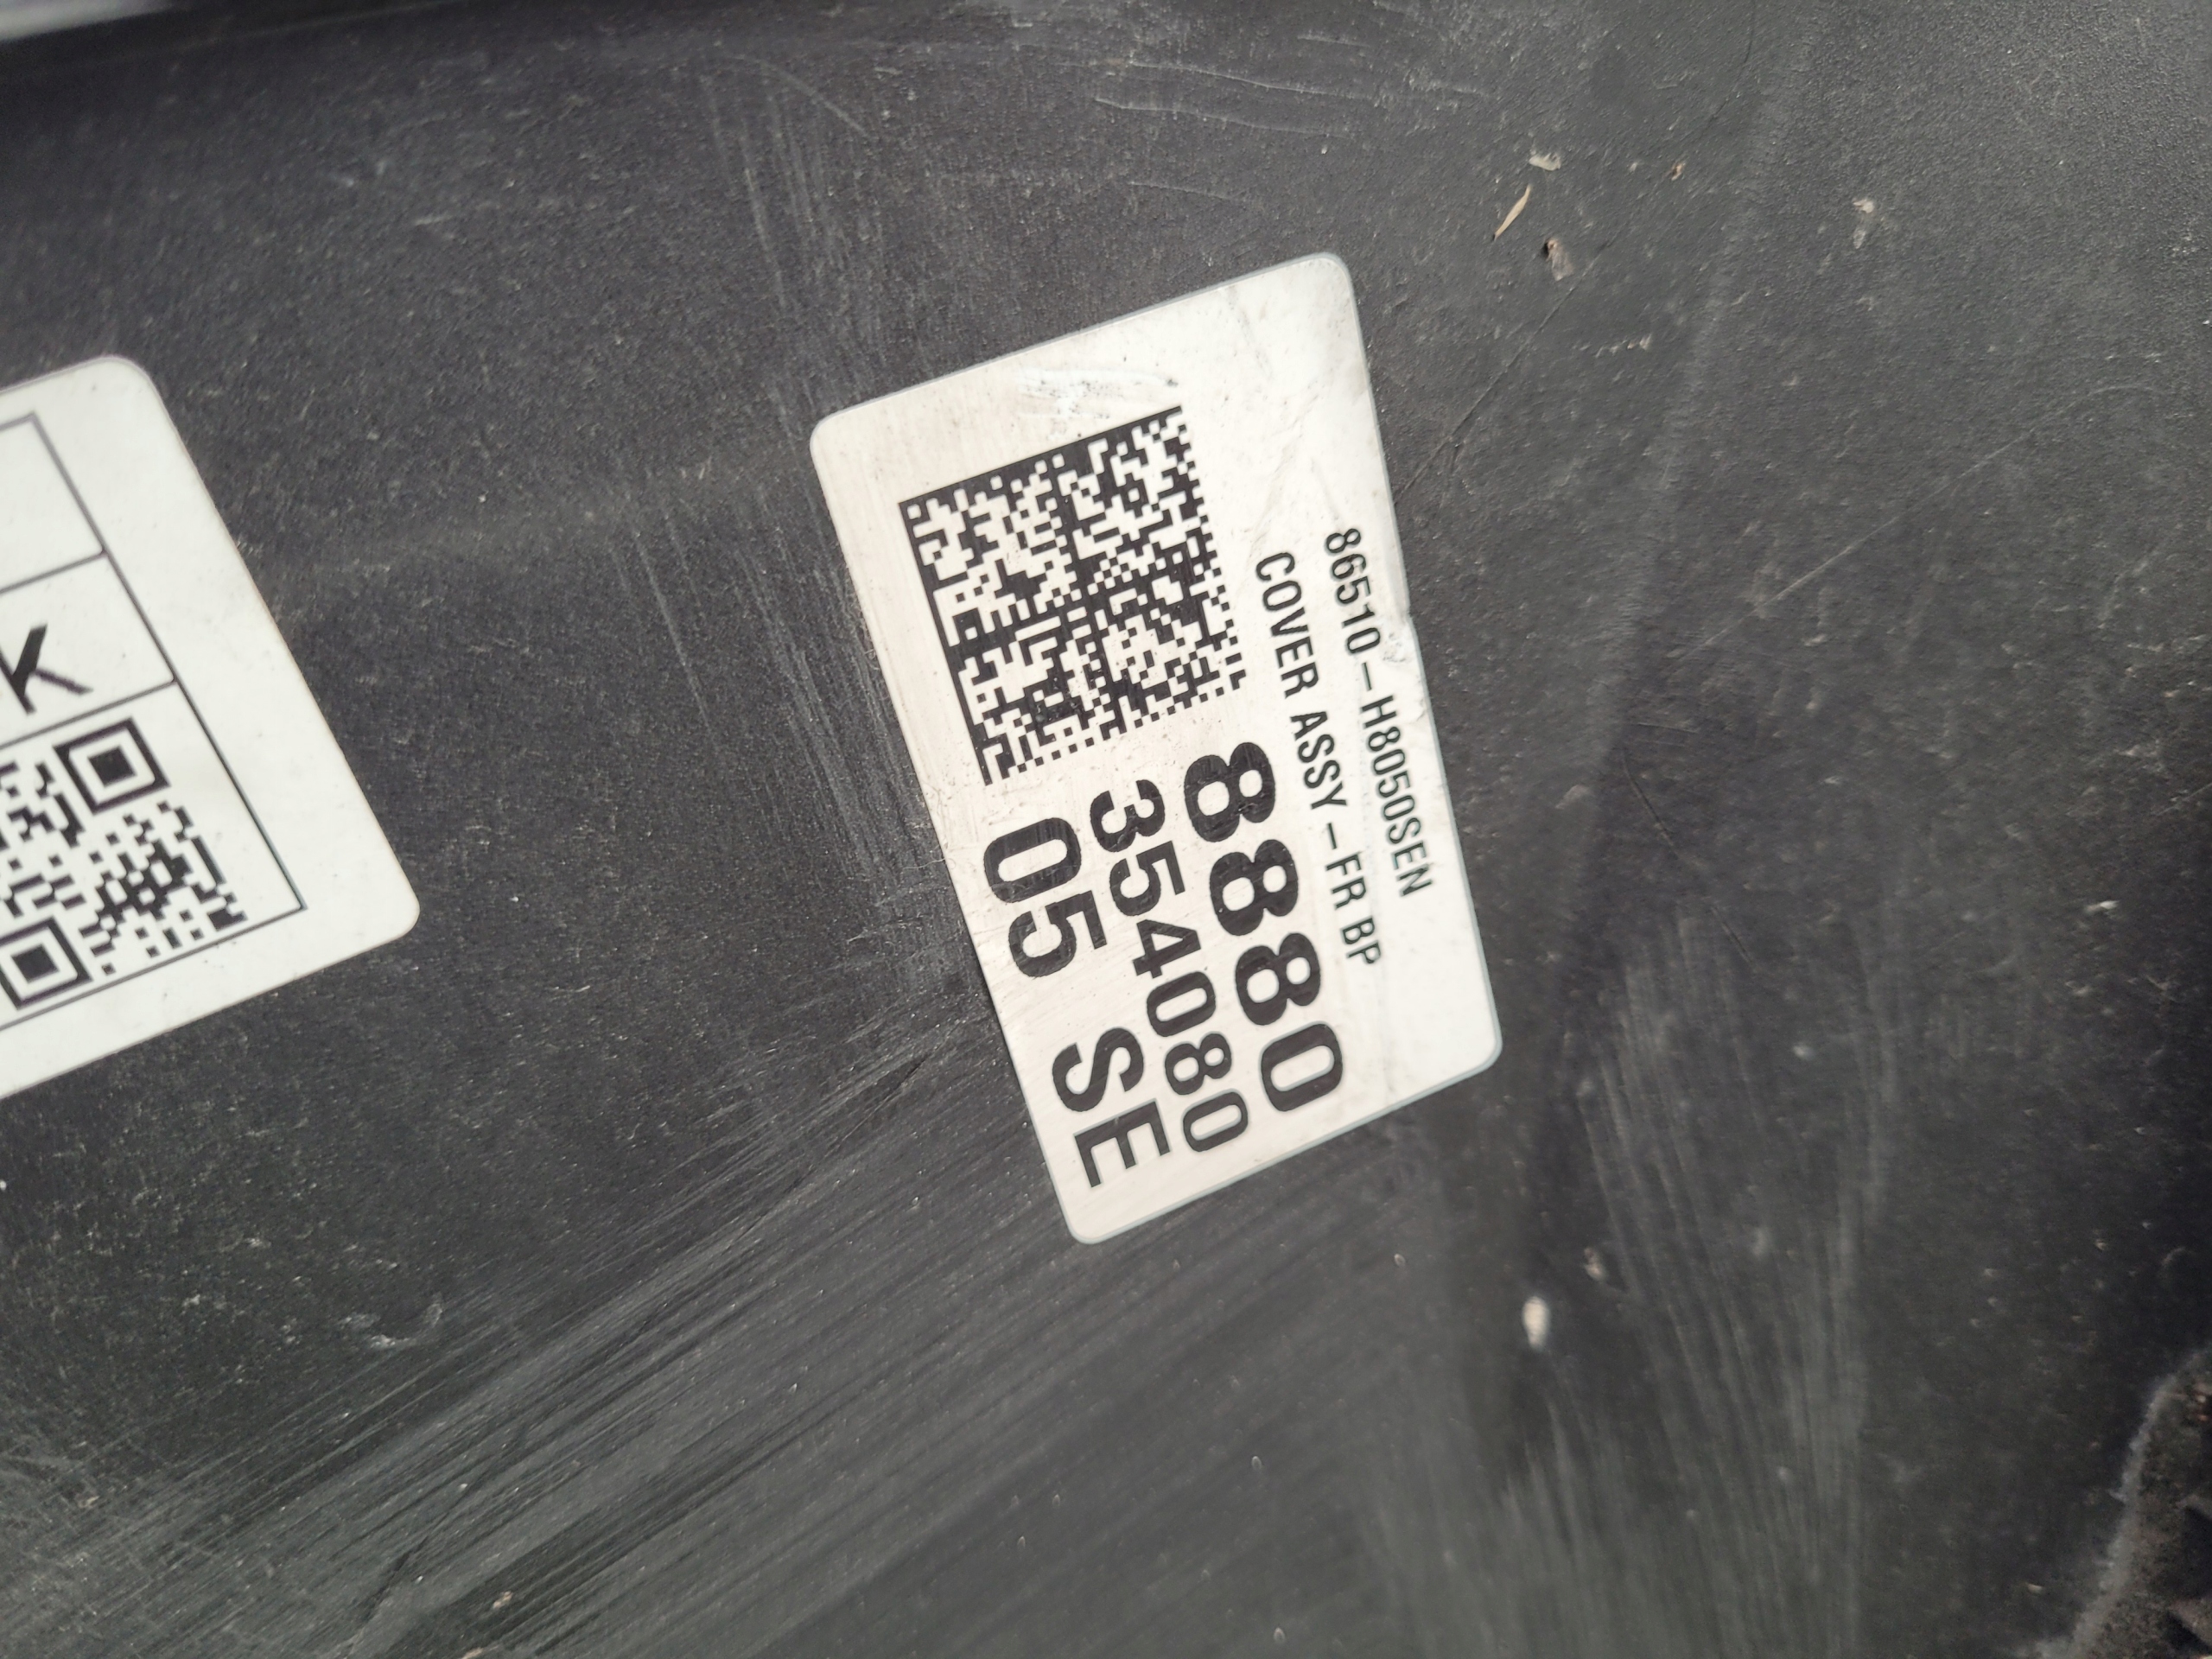 86510-H8050SEN
COVER ASSY-FR BP
8880
354080
05 SE
K